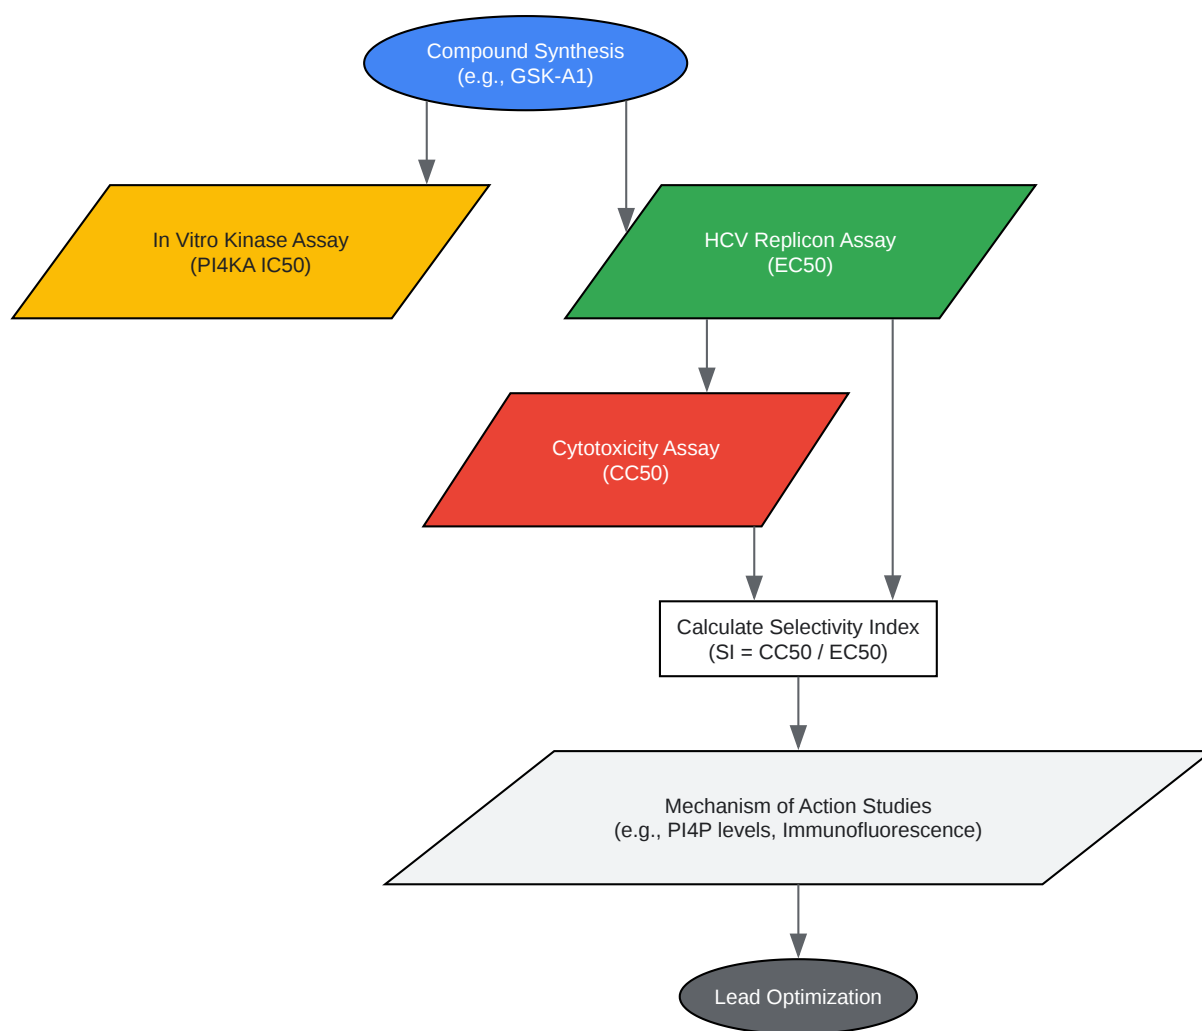 Compound Synthesis
(e.g., GSK-A1)
In Vitro Kinase Assay
(PI4KA IC50)
HCV Replicon Assay
(EC50)
Cytotoxicity Assay
(CC50)
Calculate Selectivity Index
(SI = CC50 / EC50)
Mechanism of Action Studies
(e.g., PI4P levels, Immunofluorescence)
Lead Optimization